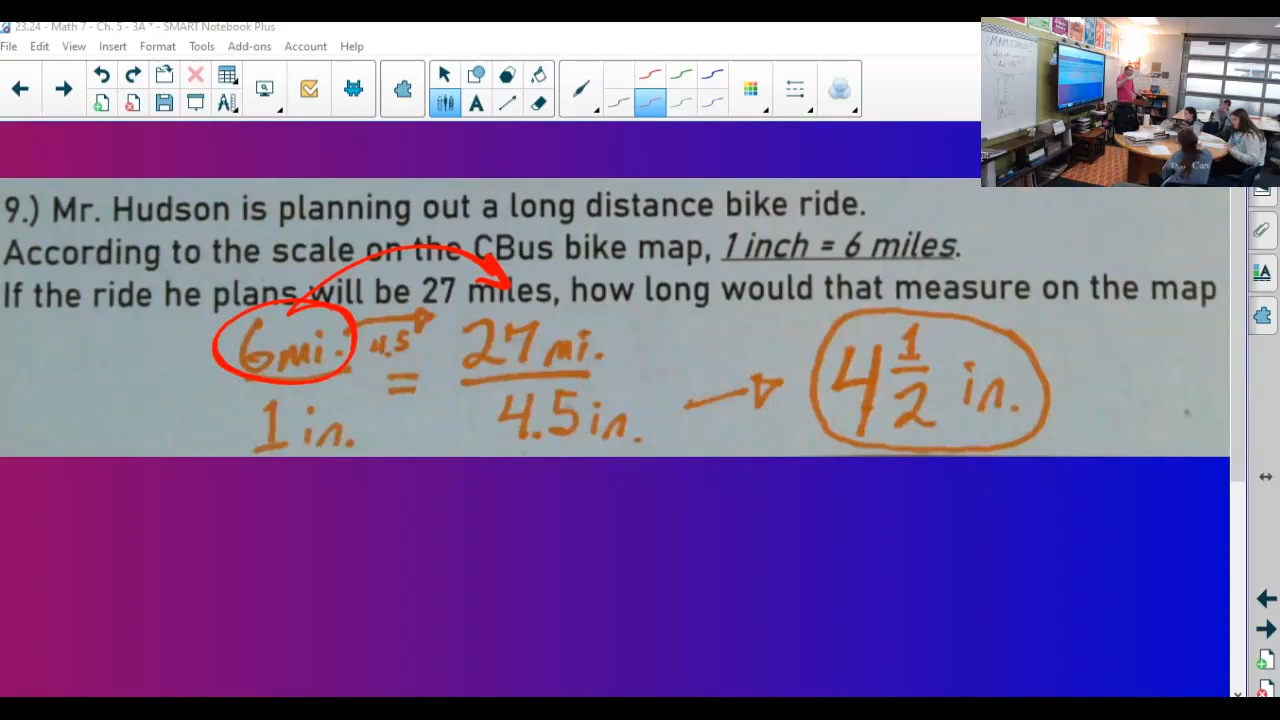 23.24 - Math 7 - Ch. 5 - 3A * - SMART Notebook Plus
File Edit View Insert Format Tools Add-ons Account Help
9.) Mr. Hudson is planning out a long distance bike ride.
According to the scale on the CBus bike map, 1 inch = 6 miles.
If the ride he plans will be 27 miles, how long would that measure on the map
6mi. 4.5 27mi.
= 4 1/2 in.
1 in. 4.5in.